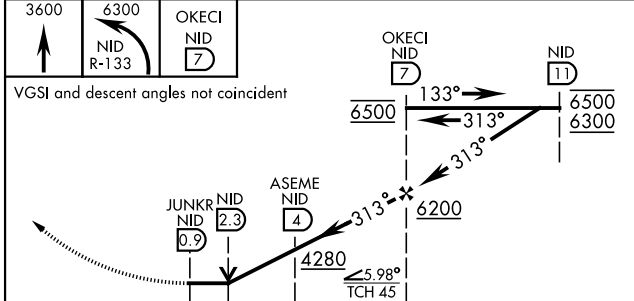 3600
6300
NID
R-133
OKECI
NID
7
VGSI and descent angles not coincident
OKECI
NID
7
NID
11
6500
133°
313°
6500
6300
313°
JUNKR
NID
0.9
NID
2.3
ASEME
NID
4
313°
6200
4280
5.98°
TCH 45